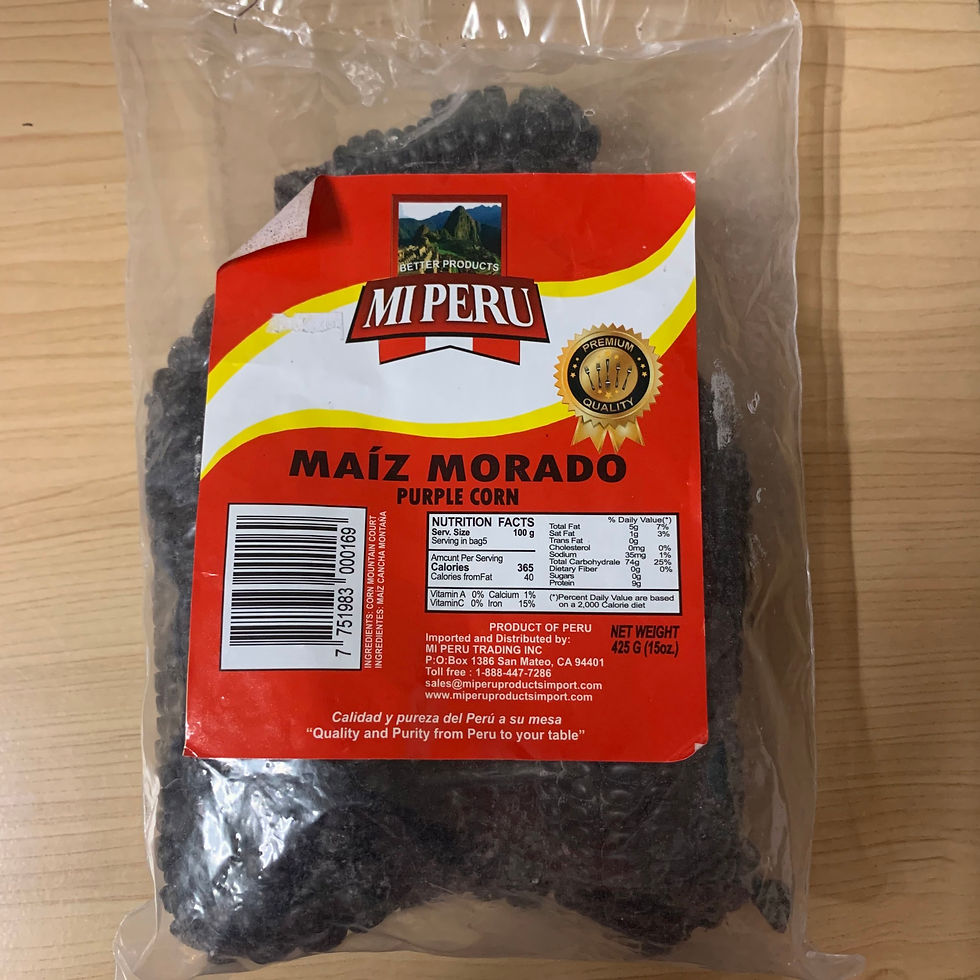 BETTER PRODUCTS
MI PERU
PREMIUM
QUALITY
MAÍZ MORADO
PURPLE CORN
7 751983 000169
INGREDIENTS: CORN MOUNTAIN COURT
INGREDIENTES: MAÍZ CANCHA MONTAÑA
NUTRITION FACTS
Serv. Size 100 g
Serving in bag5
Amount Per Serving
Calories 365
Calories fromFat 40
% Daily Value(*)
Total Fat 5g 7%
Sat Fat 1g 3%
Trans Fat 0g
Cholesterol 0mg 0%
Sodium 35mg 1%
Total Carbohydrate 74g 25%
Dietary Fiber 0g 0%
Sugars 0g
Protein 9g
Vitamin A 0% Calcium 1%
VitaminC 0% Iron 15%
(*)Percent Daily Value are based
on a 2,000 Calorie diet
PRODUCT OF PERU
Imported and Distributed by:
MI PERU TRADING INC
P:O:Box 1386 San Mateo, CA 94401
Toll free : 1-888-447-7286
sales@miperuproductsimport.com
www.miperuproductsimport.com
NET WEIGHT
425 G (15oz.)
Calidad y pureza del Perú a su mesa
“Quality and Purity from Peru to your table”